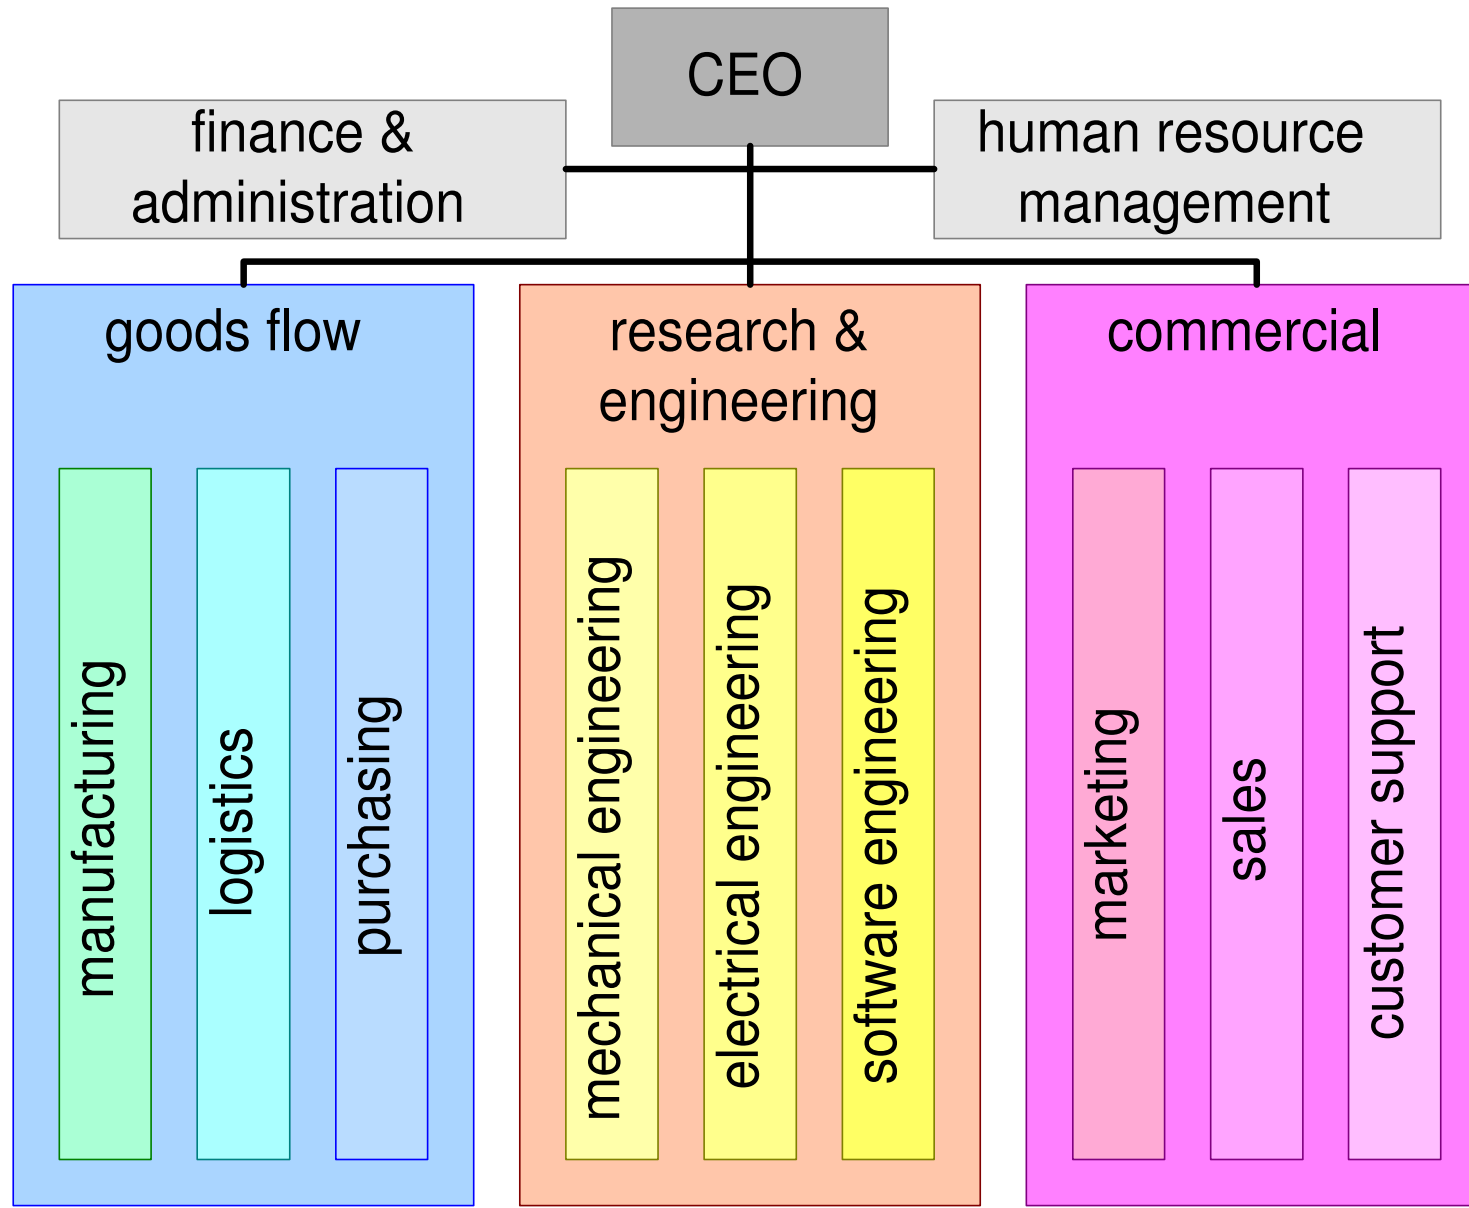 CEO
finance &
administration
human resource
management
goods flow
manufacturing
logistics
purchasing
research &
engineering
mechanical engineering
electrical engineering
software engineering
commercial
marketing
sales
customer support